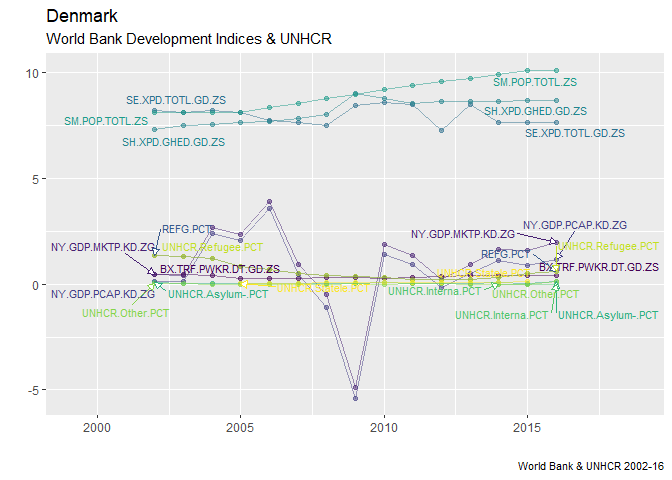 Denmark
World Bank Development Indices & UNHCR
10
5
0
-5
SE.XPD.TOTL.GD.ZS
SM.POP.TOTL.ZS
SH.XPD.GHED.GD.ZS
SM.POP.TOTL.ZS
SH.XPD.GHED.GD.ZS
SE.XPD.TOTL.GD.ZS
REFG.PCT
NY.GDP.MKTP.KD.ZG
UNHCR.Refugee.PCT
BX.TRF.PWKR.DT.GD.ZS
NY.GDP.PCAP.KD.ZG
UNHCR.Asylum-.PCT
UNHCR.Other.PCT
NY.GDP.PCAP.KD.ZG
NY.GDP.MKTP.KD.ZG
UNHCR.Refugee.PCT
REFG.PCT
BX.TRF.PWKR.DT.GD.ZS
UNHCR.Interna.PCT
UNHCR.Other.PCT
UNHCR.Interna.PCT
UNHCR.Asylum-.PCT
2000
2005
2010
2015
World Bank & UNHCR 2002-16